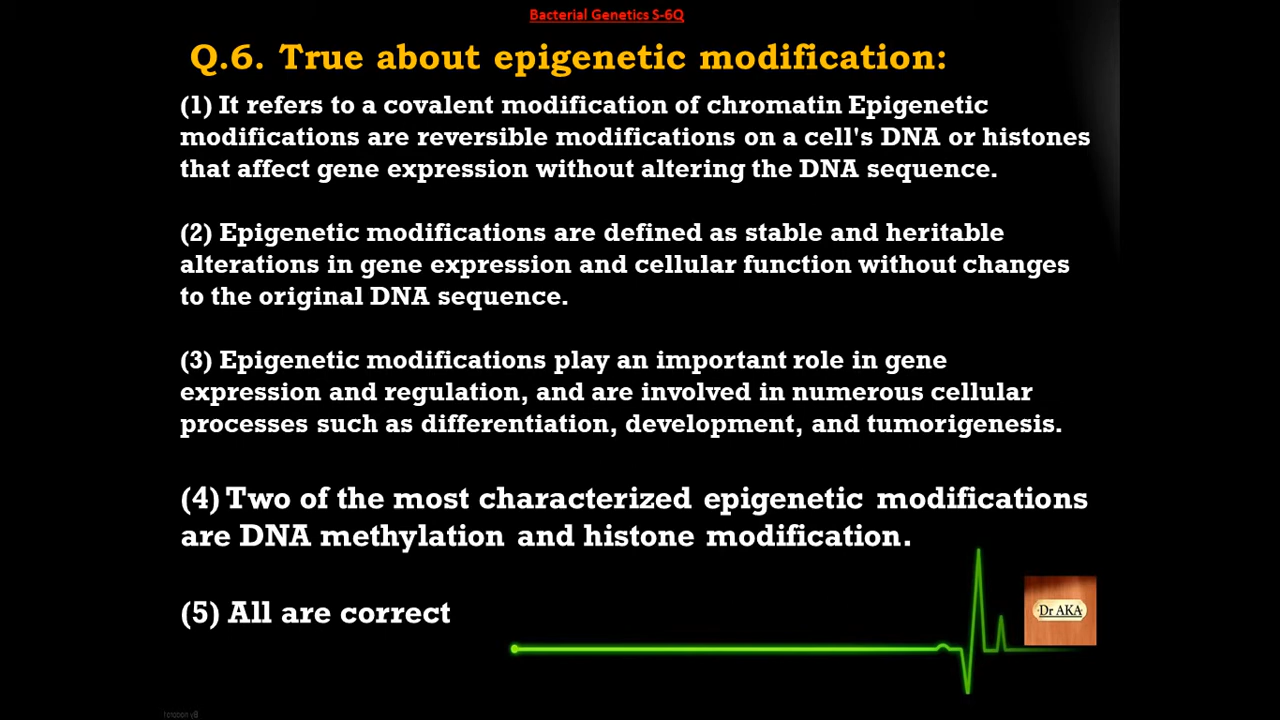 Bacterial Genetics S-6Q
Q.6. True about epigenetic modification:
(1) It refers to a covalent modification of chromatin Epigenetic
modifications are reversible modifications on a cell's DNA or histones
that affect gene expression without altering the DNA sequence.
(2) Epigenetic modifications are defined as stable and heritable
alterations in gene expression and cellular function without changes
to the original DNA sequence.
(3) Epigenetic modifications play an important role in gene
expression and regulation, and are involved in numerous cellular
processes such as differentiation, development, and tumorigenesis.
(4) Two of the most characterized epigenetic modifications
are DNA methylation and histone modification.
(5) All are correct
Dr AKA